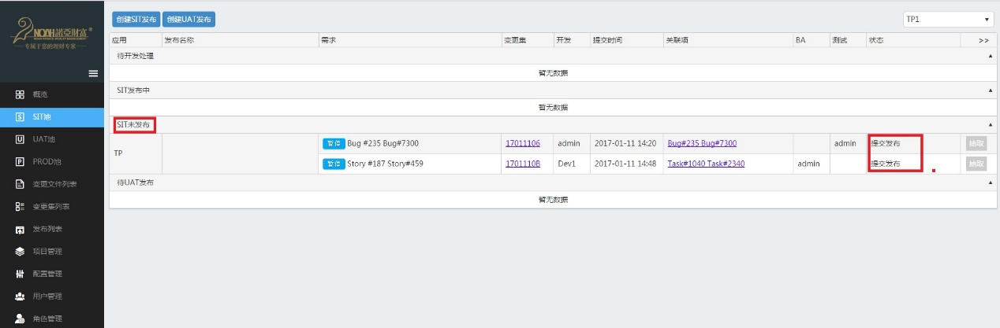 创建SIT发布 创建UAT发布 TP1
NOAH 諾亞財富®
NOAH PRIVATE WEALTH MANAGEMENT
专属于您的理财专家
应用 发布名称 需求 变更集 开发 提交时间 关联项 BA 测试 状态 >>
待开发处理
暂无数据
SIT发布中
暂无数据
SIT未发布
TP
暂停 Bug #235 Bug#7300 17011106 admin 2017-01-11 14:20 Bug#235 Bug#7300 admin 提交发布 抽取
暂停 Story #187 Story#459 1701110B Dev1 2017-01-11 14:48 Task#1040 Task#2340 admin 提交发布 抽取
待UAT发布
暂无数据
概览
SIT池
UAT池
PROD池
变更文件列表
变更集列表
发布列表
项目管理
配置管理
用户管理
角色管理